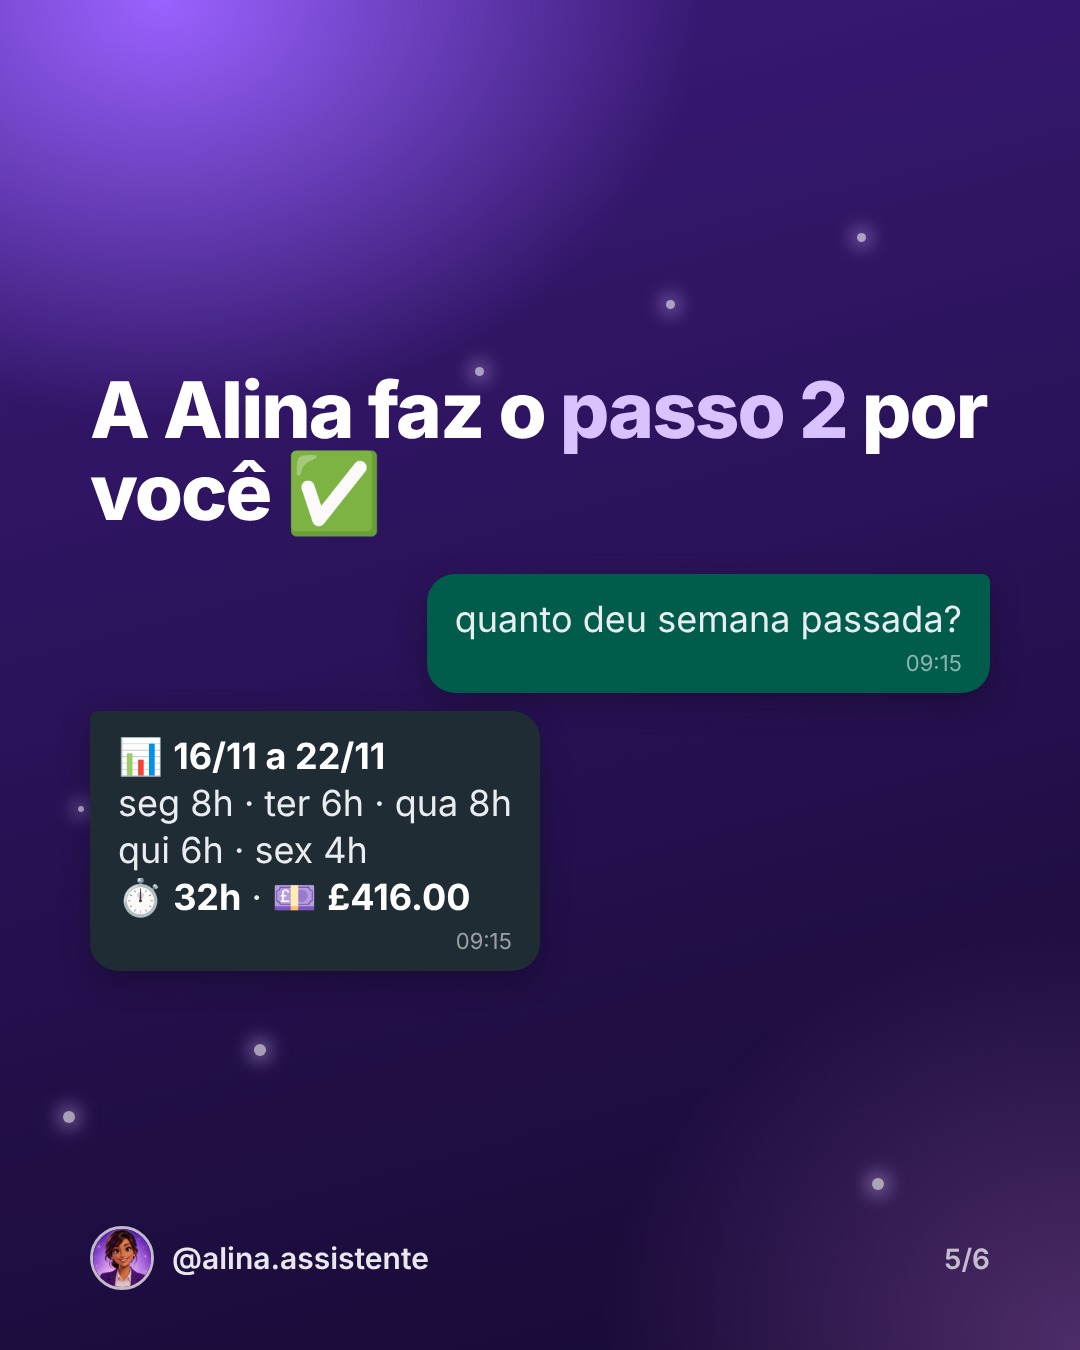 A Alina faz o passo 2 por
você ✅
quanto deu semana passada?
09:15
📊 16/11 a 22/11
seg 8h · ter 6h · qua 8h
qui 6h · sex 4h
⏱️ 32h · 💷 £416.00
09:15
@alina.assistente
5/6